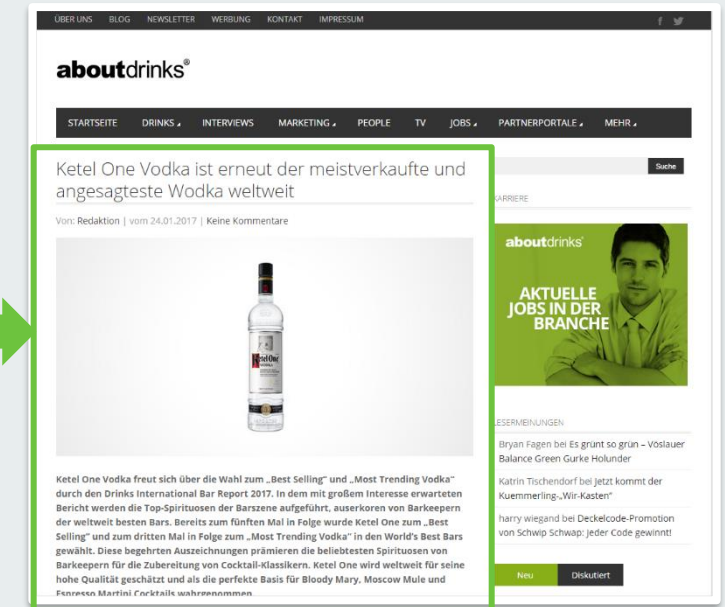 ÜBER UNS BLOG NEWSLETTER WERBUNG KONTAKT IMPRESSUM
aboutdrinks®
STARTSEITE DRINKS INTERVIEWS MARKETING PEOPLE TV JOBS PARTNERPORTALE MEHR
Ketel One Vodka ist erneut der meistverkaufte und
angesagteste Wodka weltweit
Von: Redaktion | vom 24.01.2017 | Keine Kommentare
Ketel One
VODKA
Ketel One Vodka freut sich über die Wahl zum „Best Selling“ und „Most Trending Vodka“
durch den Drinks International Bar Report 2017. In dem mit großem Interesse erwarteten
Bericht werden die Top-Spirituosen der Barszene aufgeführt, auserkoren von Barkeepern
der weltweit besten Bars. Bereits zum fünften Mal in Folge wurde Ketel One zum „Best
Selling“ und zum dritten Mal in Folge zum „Most Trending Vodka“ in den World’s Best Bars
gewählt. Diese begehrten Auszeichnungen prämieren die beliebtesten Spirituosen von
Barkeepern für die Zubereitung von Cocktail-Klassikern. Ketel One wird weltweit für seine
hohe Qualität geschätzt und als die perfekte Basis für Bloody Mary, Moscow Mule und
Espresso Martini Cocktails wahrgenommen
Suche
KARRIERE
aboutdrinks
AKTUELLE
JOBS IN DER
BRANCHE
LESERMEINUNGEN
Bryan Fagen bei Es grünt so grün – Vöslauer
Balance Green Gurke Holunder
Katrin Tischendorf bei Jetzt kommt der
Kuemmerling-„Wir-Kasten“
harry wiegand bei Deckelcode-Promotion
von Schwip Schwap: Jeder Code gewinnt!
Neu Diskutiert